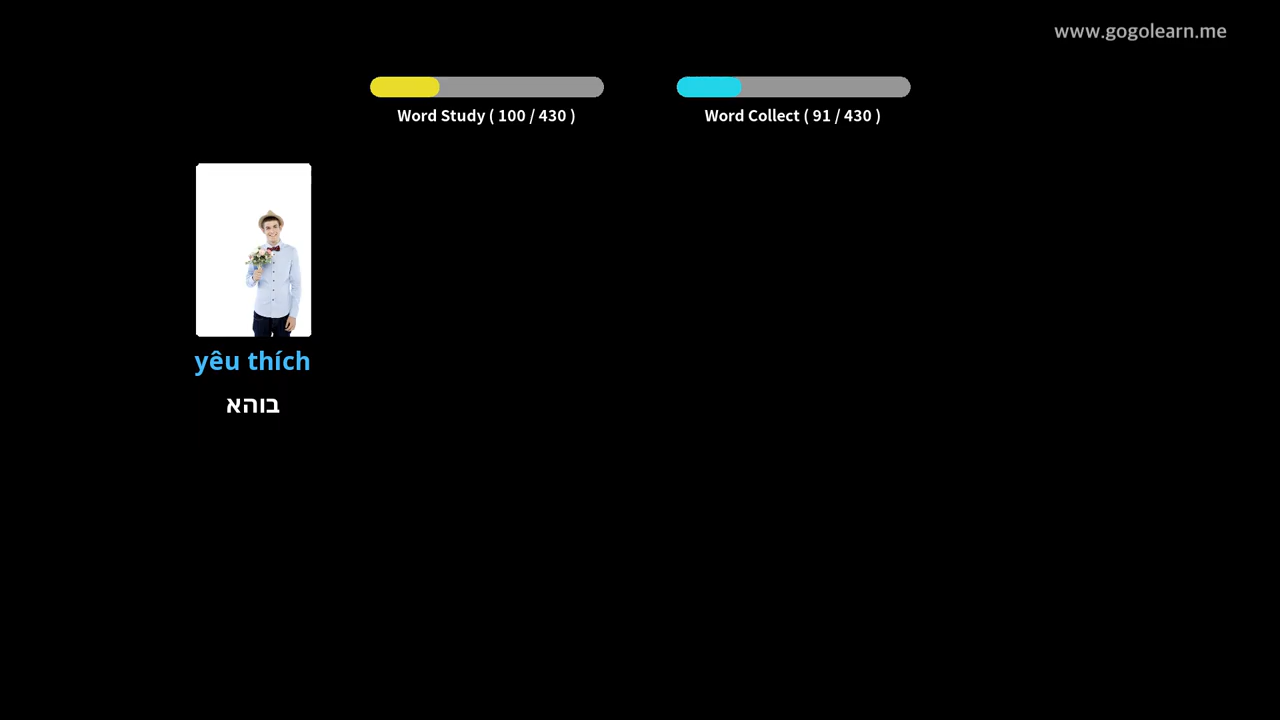 www.gogolearn.me
Word Study ( 100 / 430 )
Word Collect ( 91 / 430 )
yêu thích
בוהא